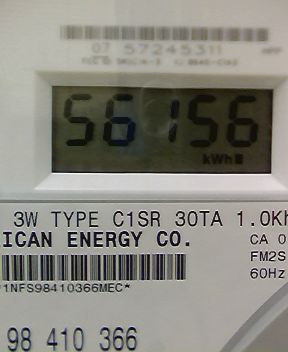 07 57245311
56156
kWh
3W TYPE C1SR 30TA 1.0Kh
ICAN ENERGY CO.
CA 0
FM2S
60Hz
*1NFS98410366MEC*
98 410 366